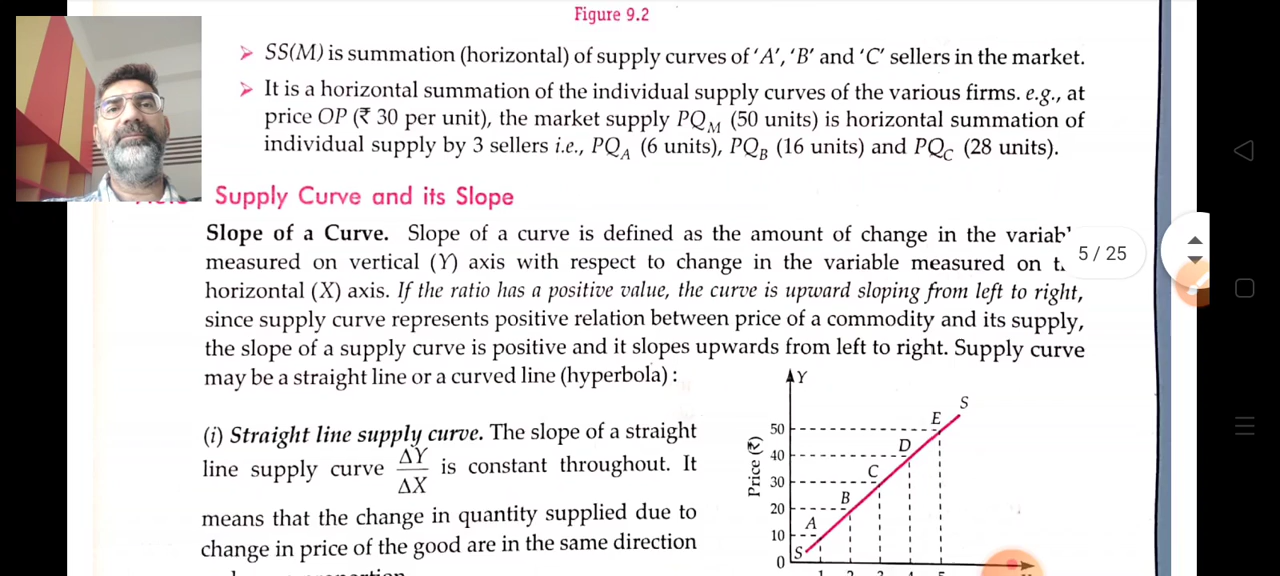 Figure 9.2
➢ SS(M) is summation (horizontal) of supply curves of 'A', 'B' and 'C' sellers in the market.
➢ It is a horizontal summation of the individual supply curves of the various firms. e.g., at
price OP (₹ 30 per unit), the market supply PQM (50 units) is horizontal summation of
individual supply by 3 sellers i.e., PQA (6 units), PQB (16 units) and PQC (28 units).
Supply Curve and its Slope
Slope of a Curve. Slope of a curve is defined as the amount of change in the
measured on vertical (Y) axis with respect to change in the variable measured on
5 / 25
horizontal (X) axis. If the ratio has a positive value, the curve is upward sloping from left to right,
since supply curve represents positive relation between price of a commodity and its supply,
the slope of a supply curve is positive and it slopes upwards from left to right. Supply curve
may be a straight line or a curved line (hyperbola) :
(i) Straight line supply curve. The slope of a straight
line supply curve ΔY/ΔX is constant throughout. It
means that the change in quantity supplied due to
change in price of the good are in the same direction
Y
S
E
50
D
40
C
30
B
20
A
10
S
0
Price (₹)